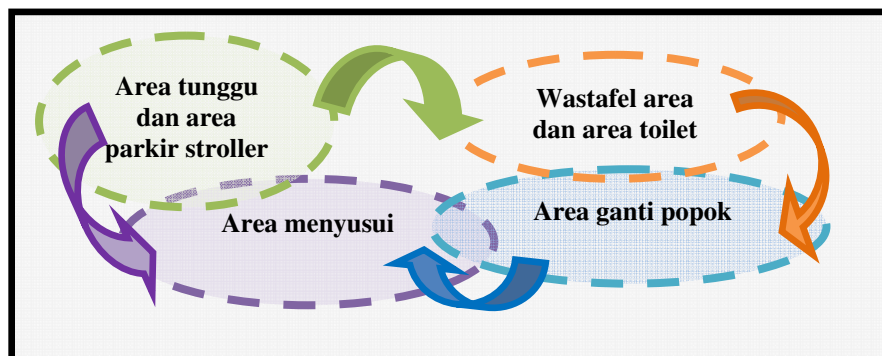 Area tunggu
dan area
parkir stroller
Wastafel area
dan area toilet
Area menyusui
Area ganti popok